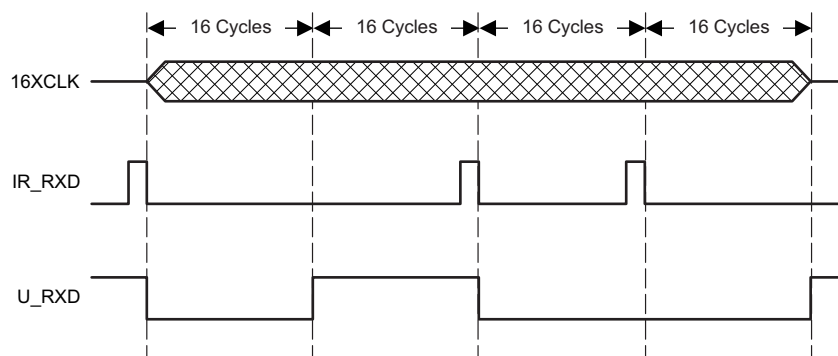 16 Cycles 16 Cycles 16 Cycles 16 Cycles
16XCLK
IR_RXD
U_RXD